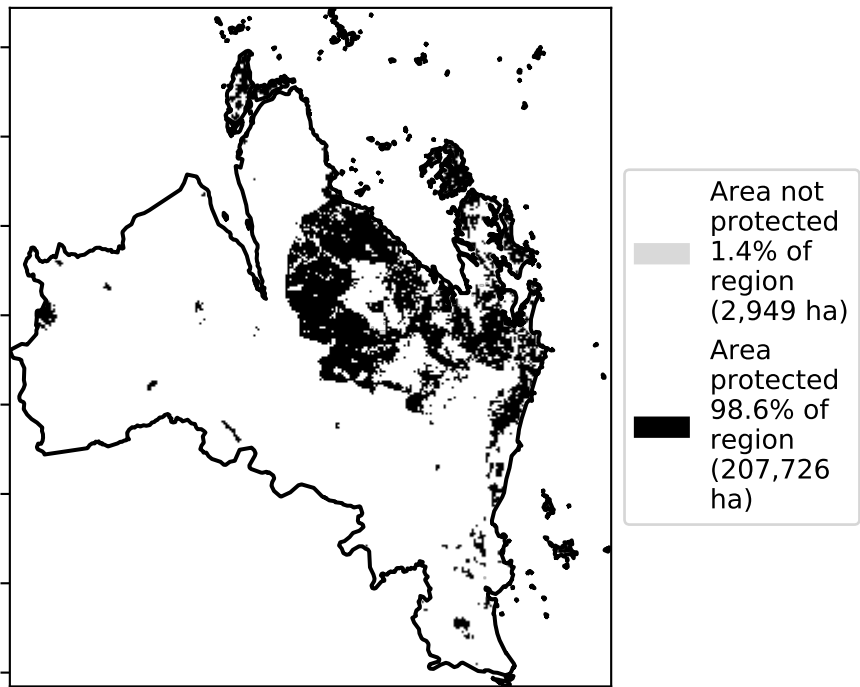 Area not
protected
1.4% of
region
(2,949 ha)
Area
protected
98.6% of
region
(207,726
ha)